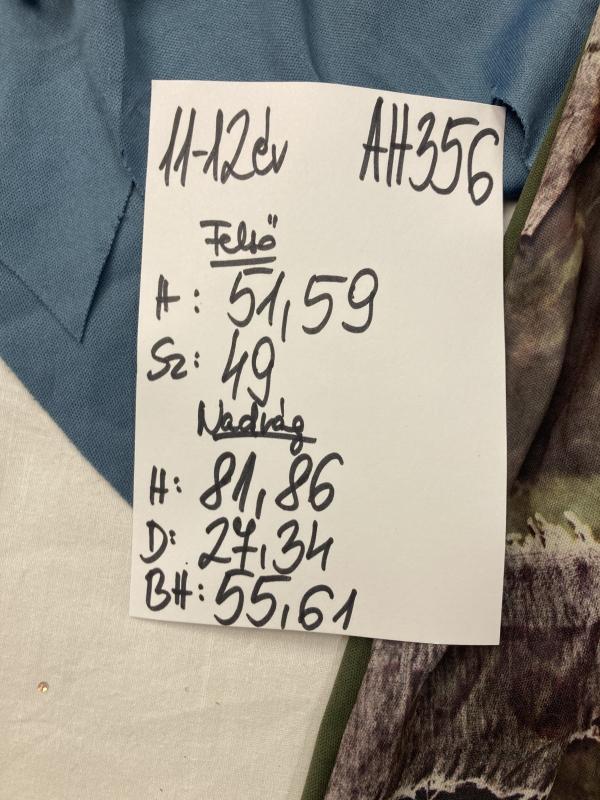 11-12év AH356
Felső
H: 51,59
Sz: 49
Nadrág
H: 81,86
D: 27,34
BH: 55,61